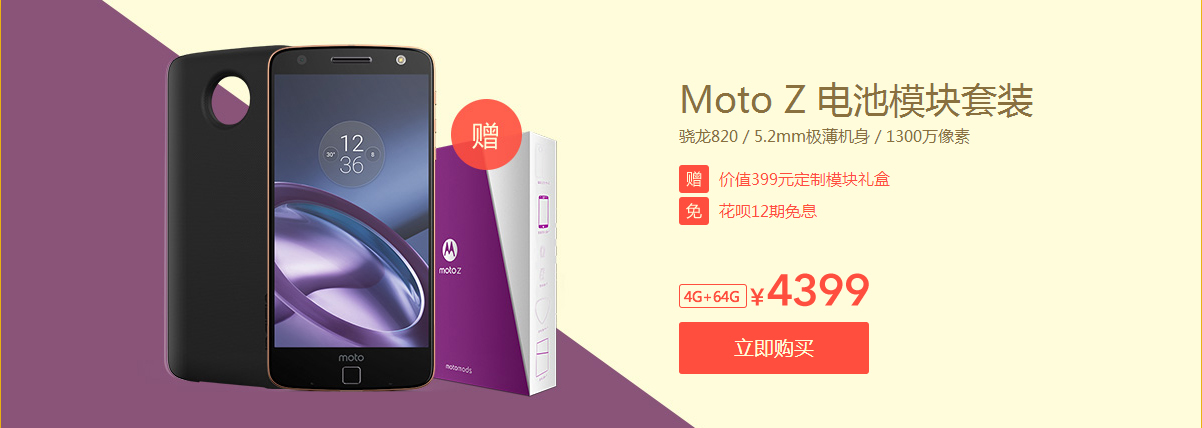 Moto Z 电池模块套装
骁龙820 / 5.2mm极薄机身 / 1300万像素
赠 价值399元定制模块礼盒
免 花呗12期免息
4G+64G ¥4399
立即购买
赠
12
36
30°
8
moto
moto z
motomods